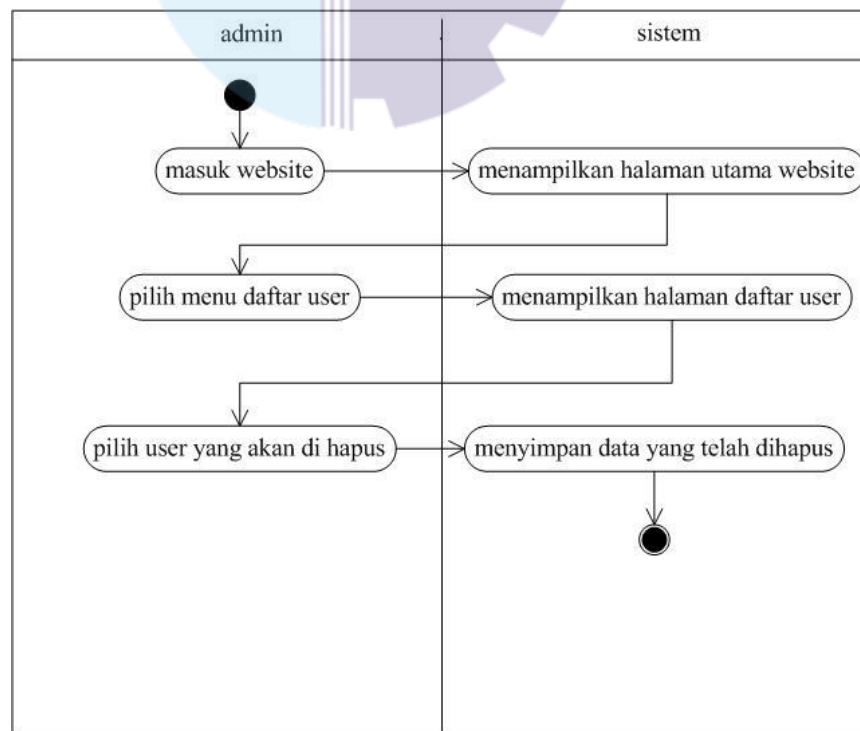 admin
sistem
masuk website
menampilkan halaman utama website
pilih menu daftar user
menampilkan halaman daftar user
pilih user yang akan di hapus
menyimpan data yang telah dihapus